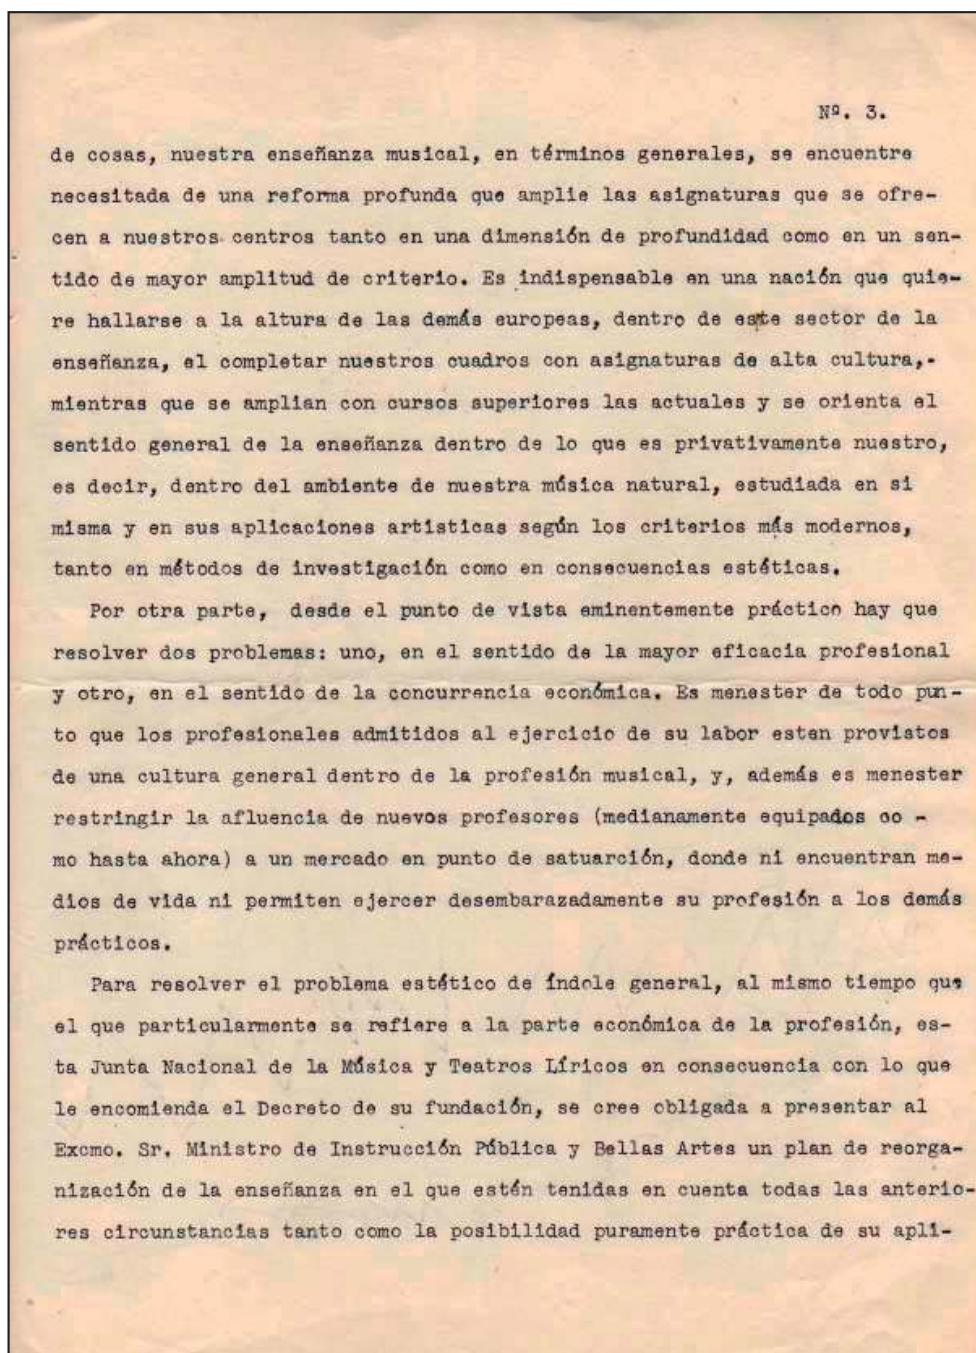 Nº. 3.
de cosas, nuestra enseñanza musical, en términos generales, se encuentre
necesitada de una reforma profunda que amplie las asignaturas que se ofre-
cen a nuestros centros tanto en una dimensión de profundidad como en un sen-
tido de mayor amplitud de criterio. Es indispensable en una nación que quie-
re hallarse a la altura de las demás europeas, dentro de este sector de la
enseñanza, el completar nuestros cuadros con asignaturas de alta cultura,-
mientras que se amplian con cursos superiores las actuales y se orienta el
sentido general de la enseñanza dentro de lo que es privativamente nuestro,
es decir, dentro del ambiente de nuestra música natural, estudiada en si
misma y en sus aplicaciones artisticas según los criterios más modernos,
tanto en métodos de investigación como en consecuencias estéticas.
Por otra parte, desde el punto de vista eminentemente práctico hay que
resolver dos problemas: uno, en el sentido de la mayor eficacia profesional
y otro, en el sentido de la concurrencia económica. Es menester de todo pun-
to que los profesionales admitidos al ejercicio de su labor esten provistos
de una cultura general dentro de la profesión musical, y, además es menester
restringir la afluencia de nuevos profesores (medianamente equipados co -
mo hasta ahora) a un mercado en punto de satuarción, donde ni encuentran me-
dios de vida ni permiten ejercer desembarazadamente su profesión a los demás
prácticos.
Para resolver el problema estético de índole general, al mismo tiempo que
el que particularmente se refiere a la parte económica de la profesión, es-
ta Junta Nacional de la Música y Teatros Líricos en consecuencia con lo que
le encomienda el Decreto de su fundación, se cree obligada a presentar al
Excmo. Sr. Ministro de Instrucción Pública y Bellas Artes un plan de reorga-
nización de la enseñanza en el que estén tenidas en cuenta todas las anterio-
res circunstancias tanto como la posibilidad puramente práctica de su apli-